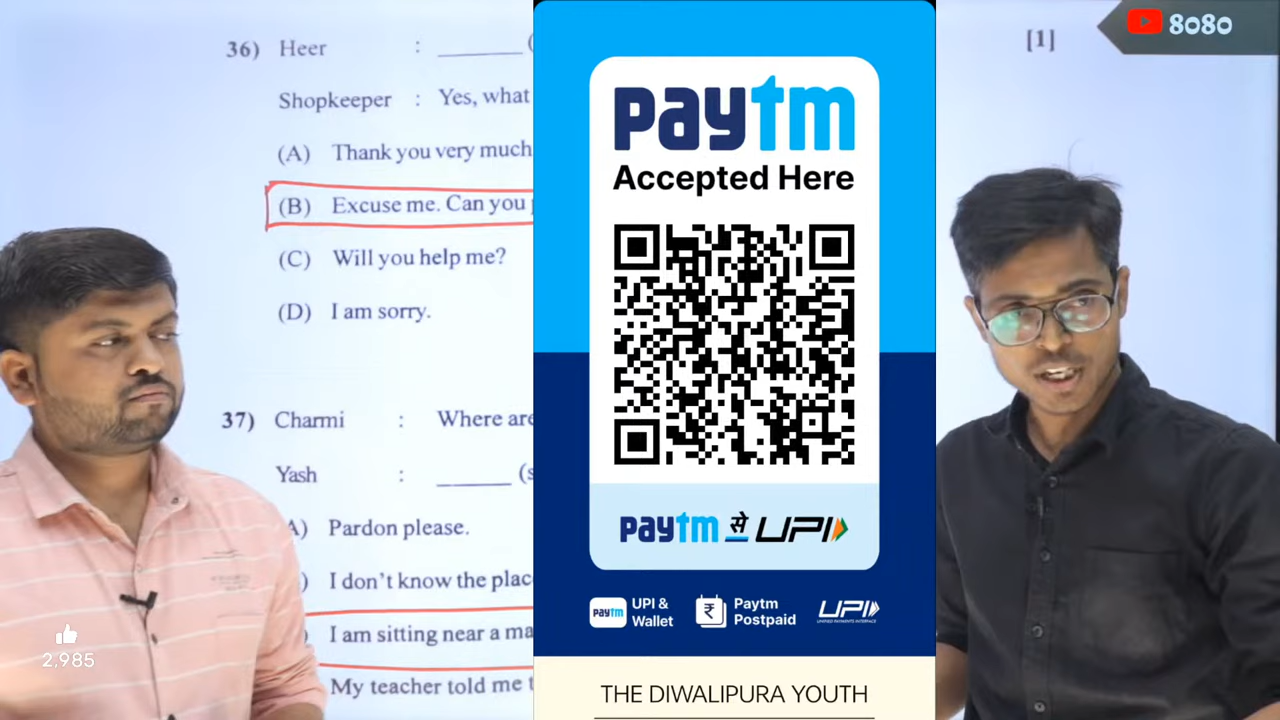 36) Heer : ______ (
Shopkeeper : Yes, what
(A) Thank you very much
(B) Excuse me. Can you
(C) Will you help me?
(D) I am sorry.
37) Charmi : Where are
Yash : ______ (s
A) Pardon please.
) I don't know the plac
I am sitting near a ma
My teacher told me t
2,985
paytm
Accepted Here
paytm से UPI
paytm UPI & Wallet
₹ Paytm Postpaid
UPI
UNIFIED PAYMENTS INTERFACE
THE DIWALIPURA YOUTH
[1]
8080